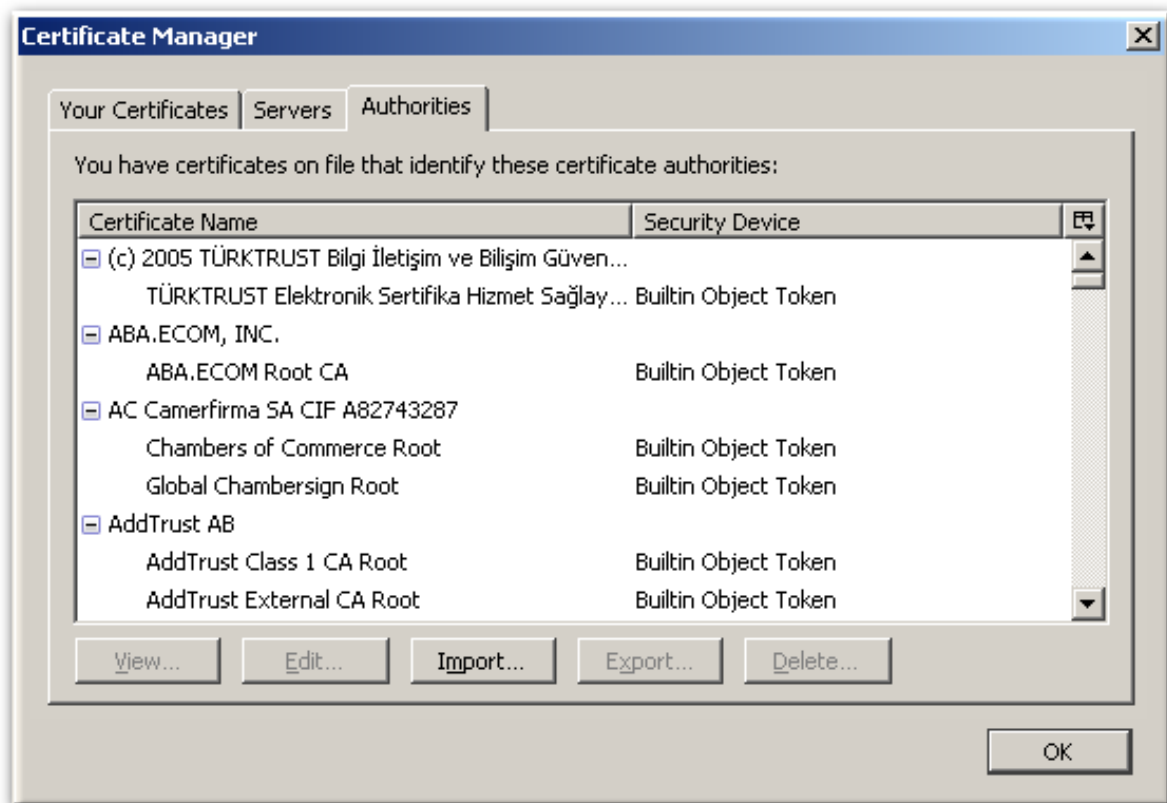 Certificate Manager
Your Certificates Servers Authorities
You have certificates on file that identify these certificate authorities:
Certificate Name Security Device
(c) 2005 TÜRKTRUST Bilgi İletişim ve Bilişim Güven...
TÜRKTRUST Elektronik Sertifika Hizmet Sağlay... Builtin Object Token
ABA.ECOM, INC.
ABA.ECOM Root CA Builtin Object Token
AC Camerfirma SA CIF A82743287
Chambers of Commerce Root Builtin Object Token
Global Chambersign Root Builtin Object Token
AddTrust AB
AddTrust Class 1 CA Root Builtin Object Token
AddTrust External CA Root Builtin Object Token
View... Edit... Import... Export... Delete...
OK